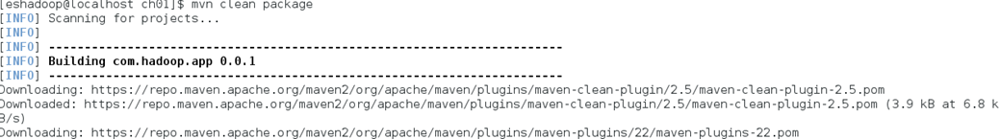 [eshadoop@localhost ch01]$ mvn clean package
[INFO] Scanning for projects...
[INFO]
[INFO] ------------------------------------------------------------------------
[INFO] Building com.hadoop.app 0.0.1
[INFO] ------------------------------------------------------------------------
Downloading: https://repo.maven.apache.org/maven2/org/apache/maven/plugins/maven-clean-plugin/2.5/maven-clean-plugin-2.5.pom
Downloaded: https://repo.maven.apache.org/maven2/org/apache/maven/plugins/maven-clean-plugin/2.5/maven-clean-plugin-2.5.pom (3.9 kB at 6.8 k
B/s)
Downloading: https://repo.maven.apache.org/maven2/org/apache/maven/plugins/maven-plugins/22/maven-plugins-22.pom